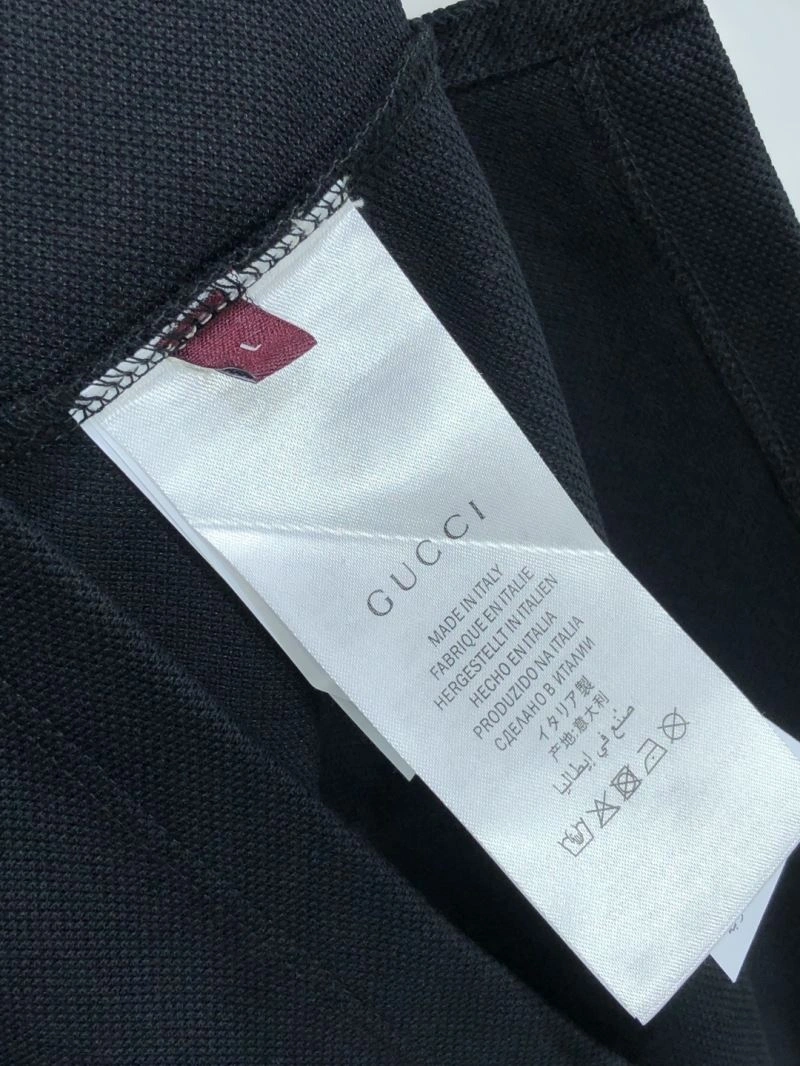 L
GUCCI
MADE IN ITALY
FABRIQUE EN ITALIE
HERGESTELLT IN ITALIEN
HECHO EN ITALIA
PRODUZIDO NA ITALIA
СДЕЛАНО В ИТАЛИИ
イタリア製
产地:意大利
صنع في إيطاليا